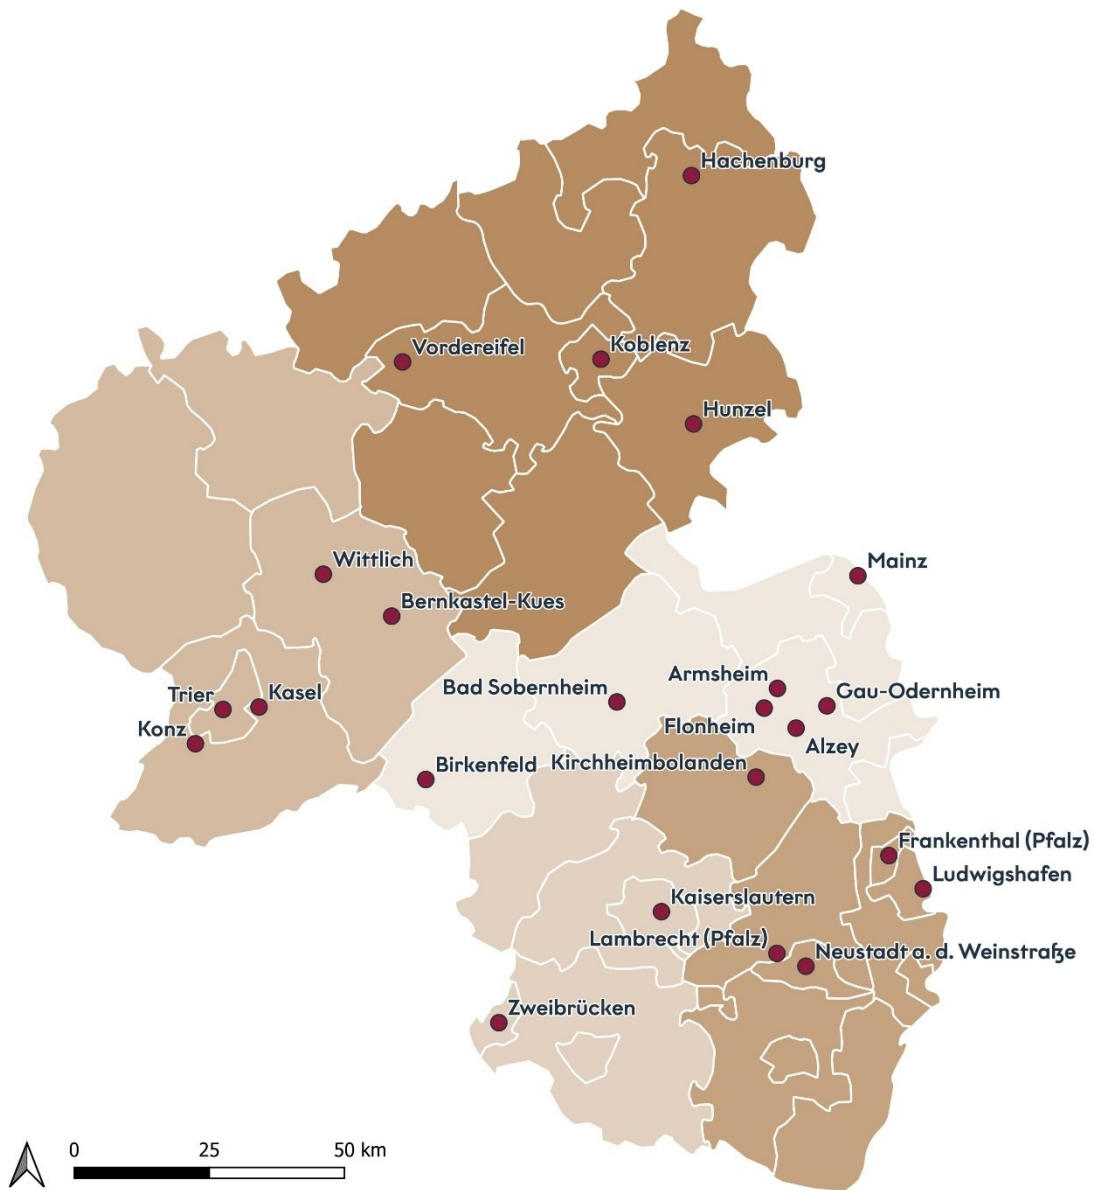 Hachenburg
Vordereifel
Koblenz
Hunzel
Mainz
Wittlich
Bernkastel-Kues
Armsheim
Trier
Kasel
Bad Sobernheim
Gau-Odernheim
Konz
Flonheim
Alzey
Birkenfeld
Kirchheimbolanden
Frankenthal (Pfalz)
Ludwigshafen
Kaiserslautern
Lambrecht (Pfalz)
Neustadt a. d. Weinstraße
Zweibrücken
0 25 50 km